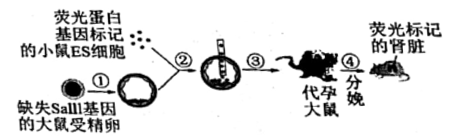 荧光蛋白
基因标记
的小鼠ES细胞
①
缺失Salll基因
的大鼠受精卵
②
③
代孕
大鼠
④
分
娩
荧光标记
的肾脏